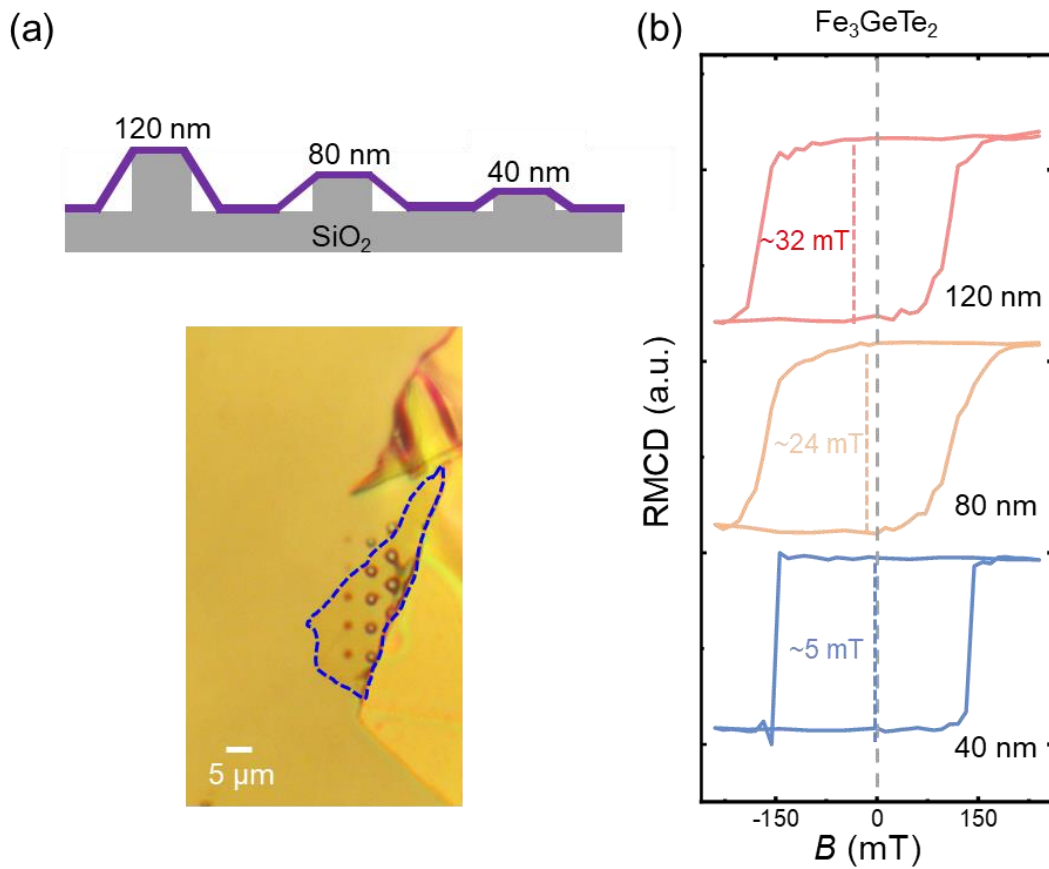 (a)
120 nm
80 nm
40 nm
SiO₂
5 μm
(b)
Fe₃GeTe₂
RMCD (a.u.)
~32 mT
120 nm
~24 mT
80 nm
~5 mT
40 nm
-150
0
150
B (mT)